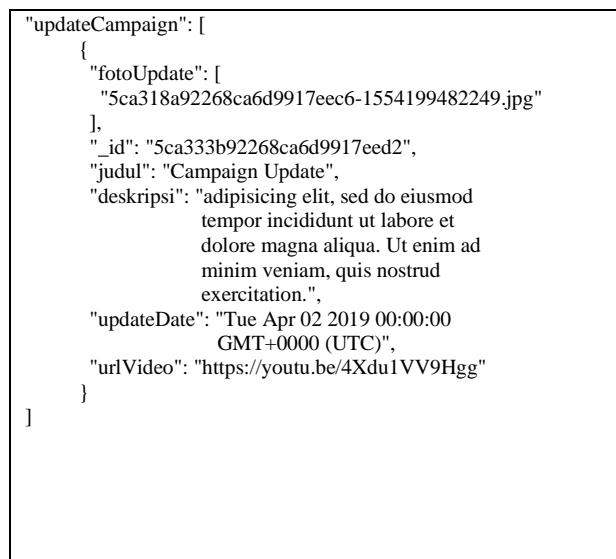 "updateCampaign": [
{
"fotoUpdate": [
"5ca318a92268ca6d9917eec6-1554199482249.jpg"
],
"_id": "5ca333b92268ca6d9917eed2",
"judul": "Campaign Update",
"deskripsi": "adipisicing elit, sed do eiusmod
tempor incididunt ut labore et
dolore magna aliqua. Ut enim ad
minim veniam, quis nostrud
exercitation.",
"updateDate": "Tue Apr 02 2019 00:00:00
GMT+0000 (UTC)",
"urlVideo": "https://youtu.be/4Xdu1VV9Hgg"
}
]